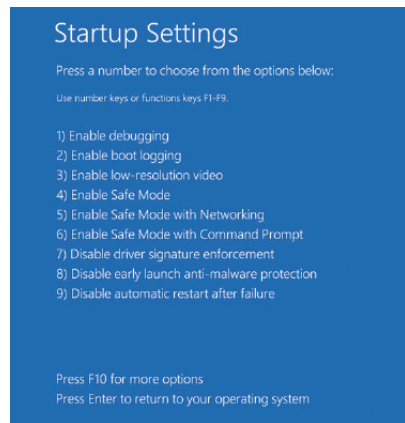 Startup Settings
Press a number to choose from the options below:
Use number keys or functions keys F1-F9.
1) Enable debugging
2) Enable boot logging
3) Enable low-resolution video
4) Enable Safe Mode
5) Enable Safe Mode with Networking
6) Enable Safe Mode with Command Prompt
7) Disable driver signature enforcement
8) Disable early launch anti-malware protection
9) Disable automatic restart after failure
Press F10 for more options
Press Enter to return to your operating system